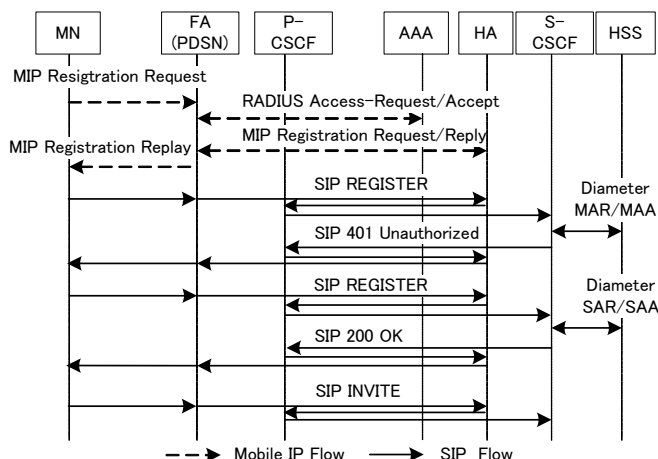 MN
FA
(PDSN)
P-
CSCF
AAA
HA
S-
CSCF
HSS
MIP Resigtration Request
RADIUS Access-Request/Accept
MIP Registration Request/Reply
MIP Registration Replay
SIP REGISTER
Diameter
MAR/MAA
SIP 401 Unauthorized
SIP REGISTER
Diameter
SAR/SAA
SIP 200 OK
SIP INVITE
Mobile IP Flow
SIP Flow